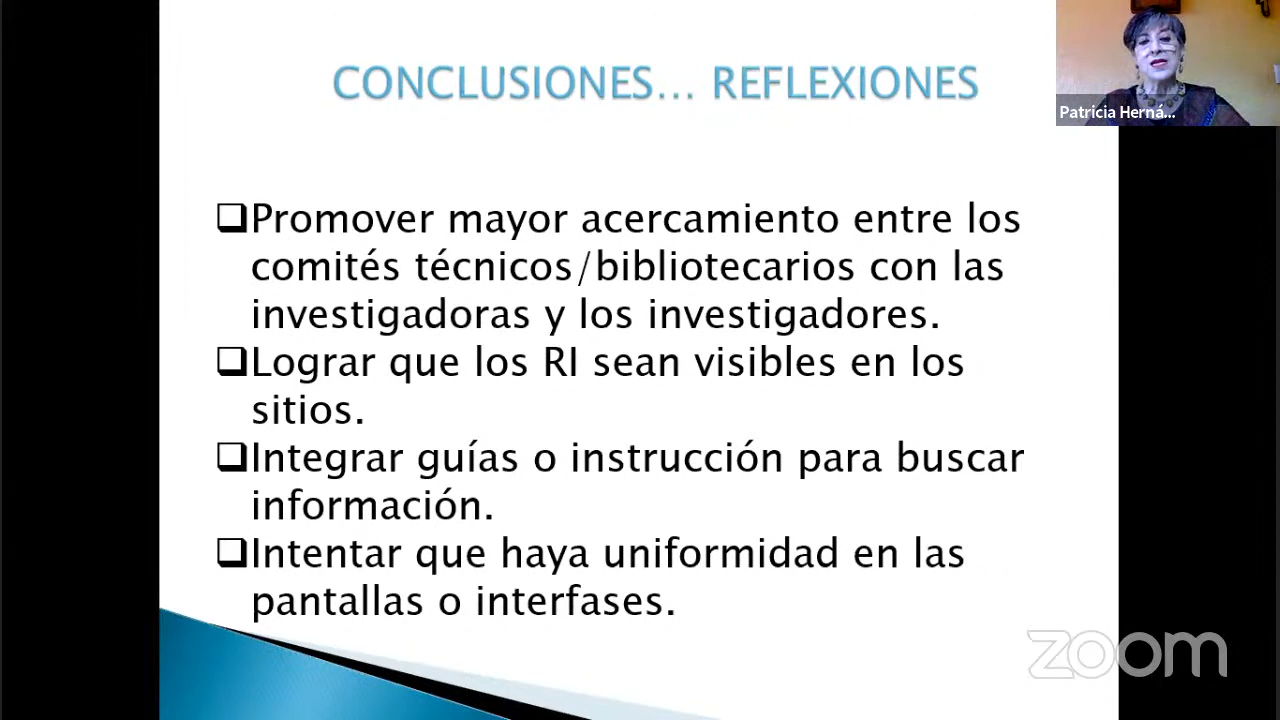 CONCLUSIONES... REFLEXIONES
Patricia Herná...
❑Promover mayor acercamiento entre los
comités técnicos/bibliotecarios con las
investigadoras y los investigadores.
❑Lograr que los RI sean visibles en los
sitios.
❑Integrar guías o instrucción para buscar
información.
❑Intentar que haya uniformidad en las
pantallas o interfases.
zoom